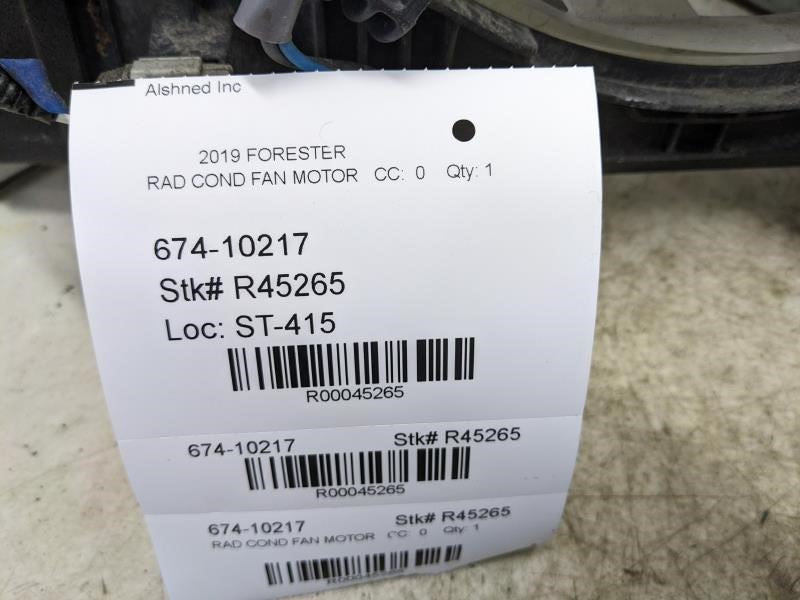 Alshned Inc
2019 FORESTER
RAD COND FAN MOTOR CC: 0 Qty: 1
674-10217
Stk# R45265
Loc: ST-415
R00045265
674-10217 Stk# R45265
R00045265
674-10217 Stk# R45265
RAD COND FAN MOTOR CC: 0 Qty: 1
R00045265